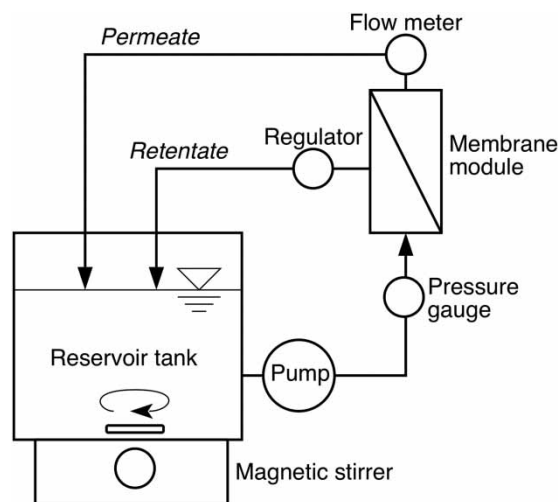 Flow meter
Permeate
Regulator
Membrane
module
Retentate
Pressure
gauge
Reservoir tank
Pump
Magnetic stirrer